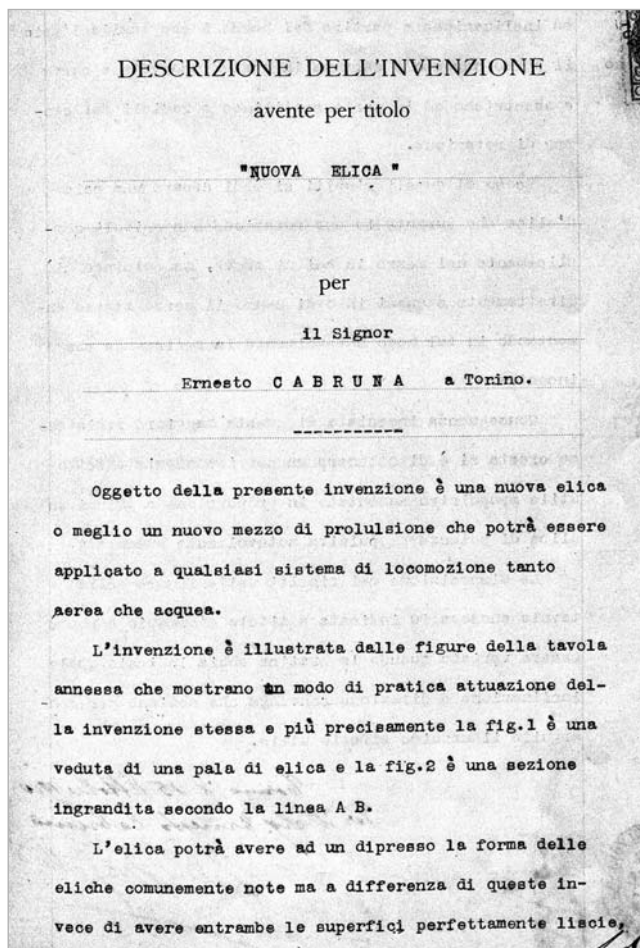 DESCRIZIONE DELL'INVENZIONE
avente per titolo
"NUOVA ELICA"
per
il Signor
Ernesto CABRUNA a Torino.
----------
Oggetto della presente invenzione è una nuova elica
o meglio un nuovo mezzo di prolulsione che potrà essere
applicato a qualsiasi sistema di locomozione tanto
aerea che acquea.
L'invenzione è illustrata dalle figure della tavola
annessa che mostrano un modo di pratica attuazione del-
la invenzione stessa e più precisamente la fig.1 è una
veduta di una pala di elica e la fig.2 è una sezione
ingrandita secondo la linea A B.
L'elica potrà avere ad un dipresso la forma delle
eliche comunemente note ma a differenza di queste in-
vece di avere entrambe le superfici perfettamente liscie,